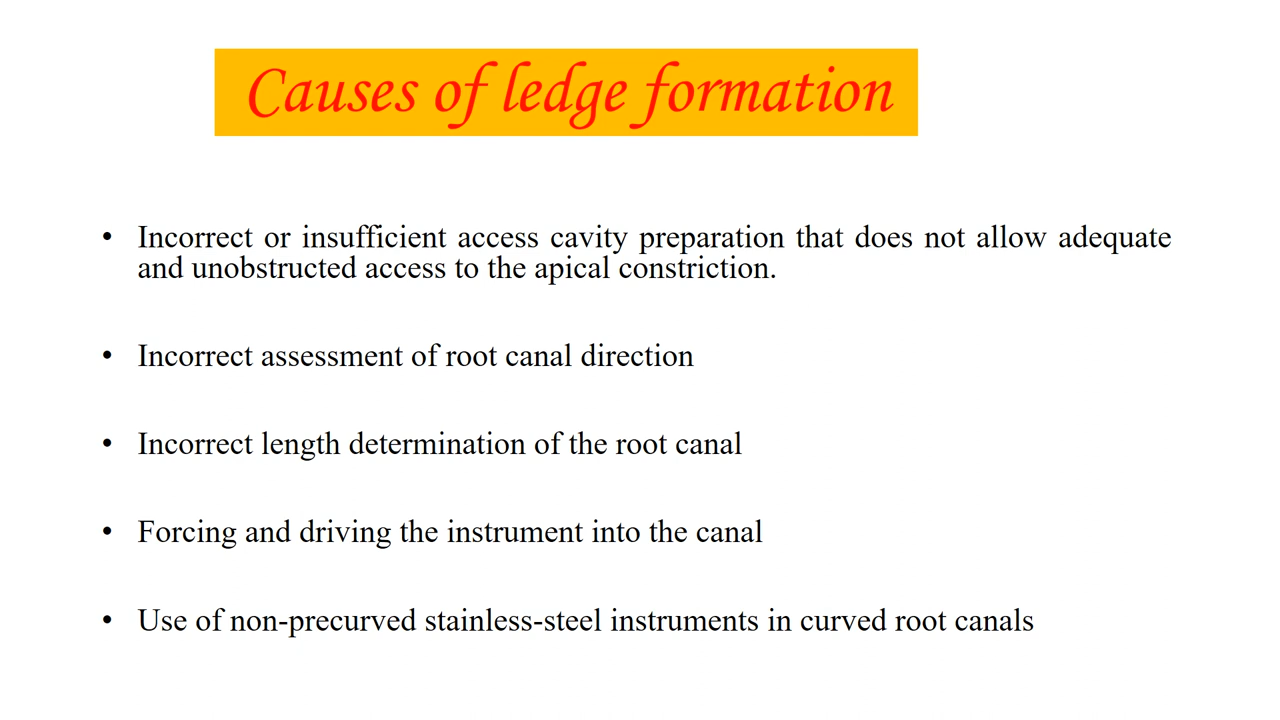 Causes of ledge formation
• Incorrect or insufficient access cavity preparation that does not allow adequate
and unobstructed access to the apical constriction.
• Incorrect assessment of root canal direction
• Incorrect length determination of the root canal
• Forcing and driving the instrument into the canal
• Use of non-precurved stainless-steel instruments in curved root canals